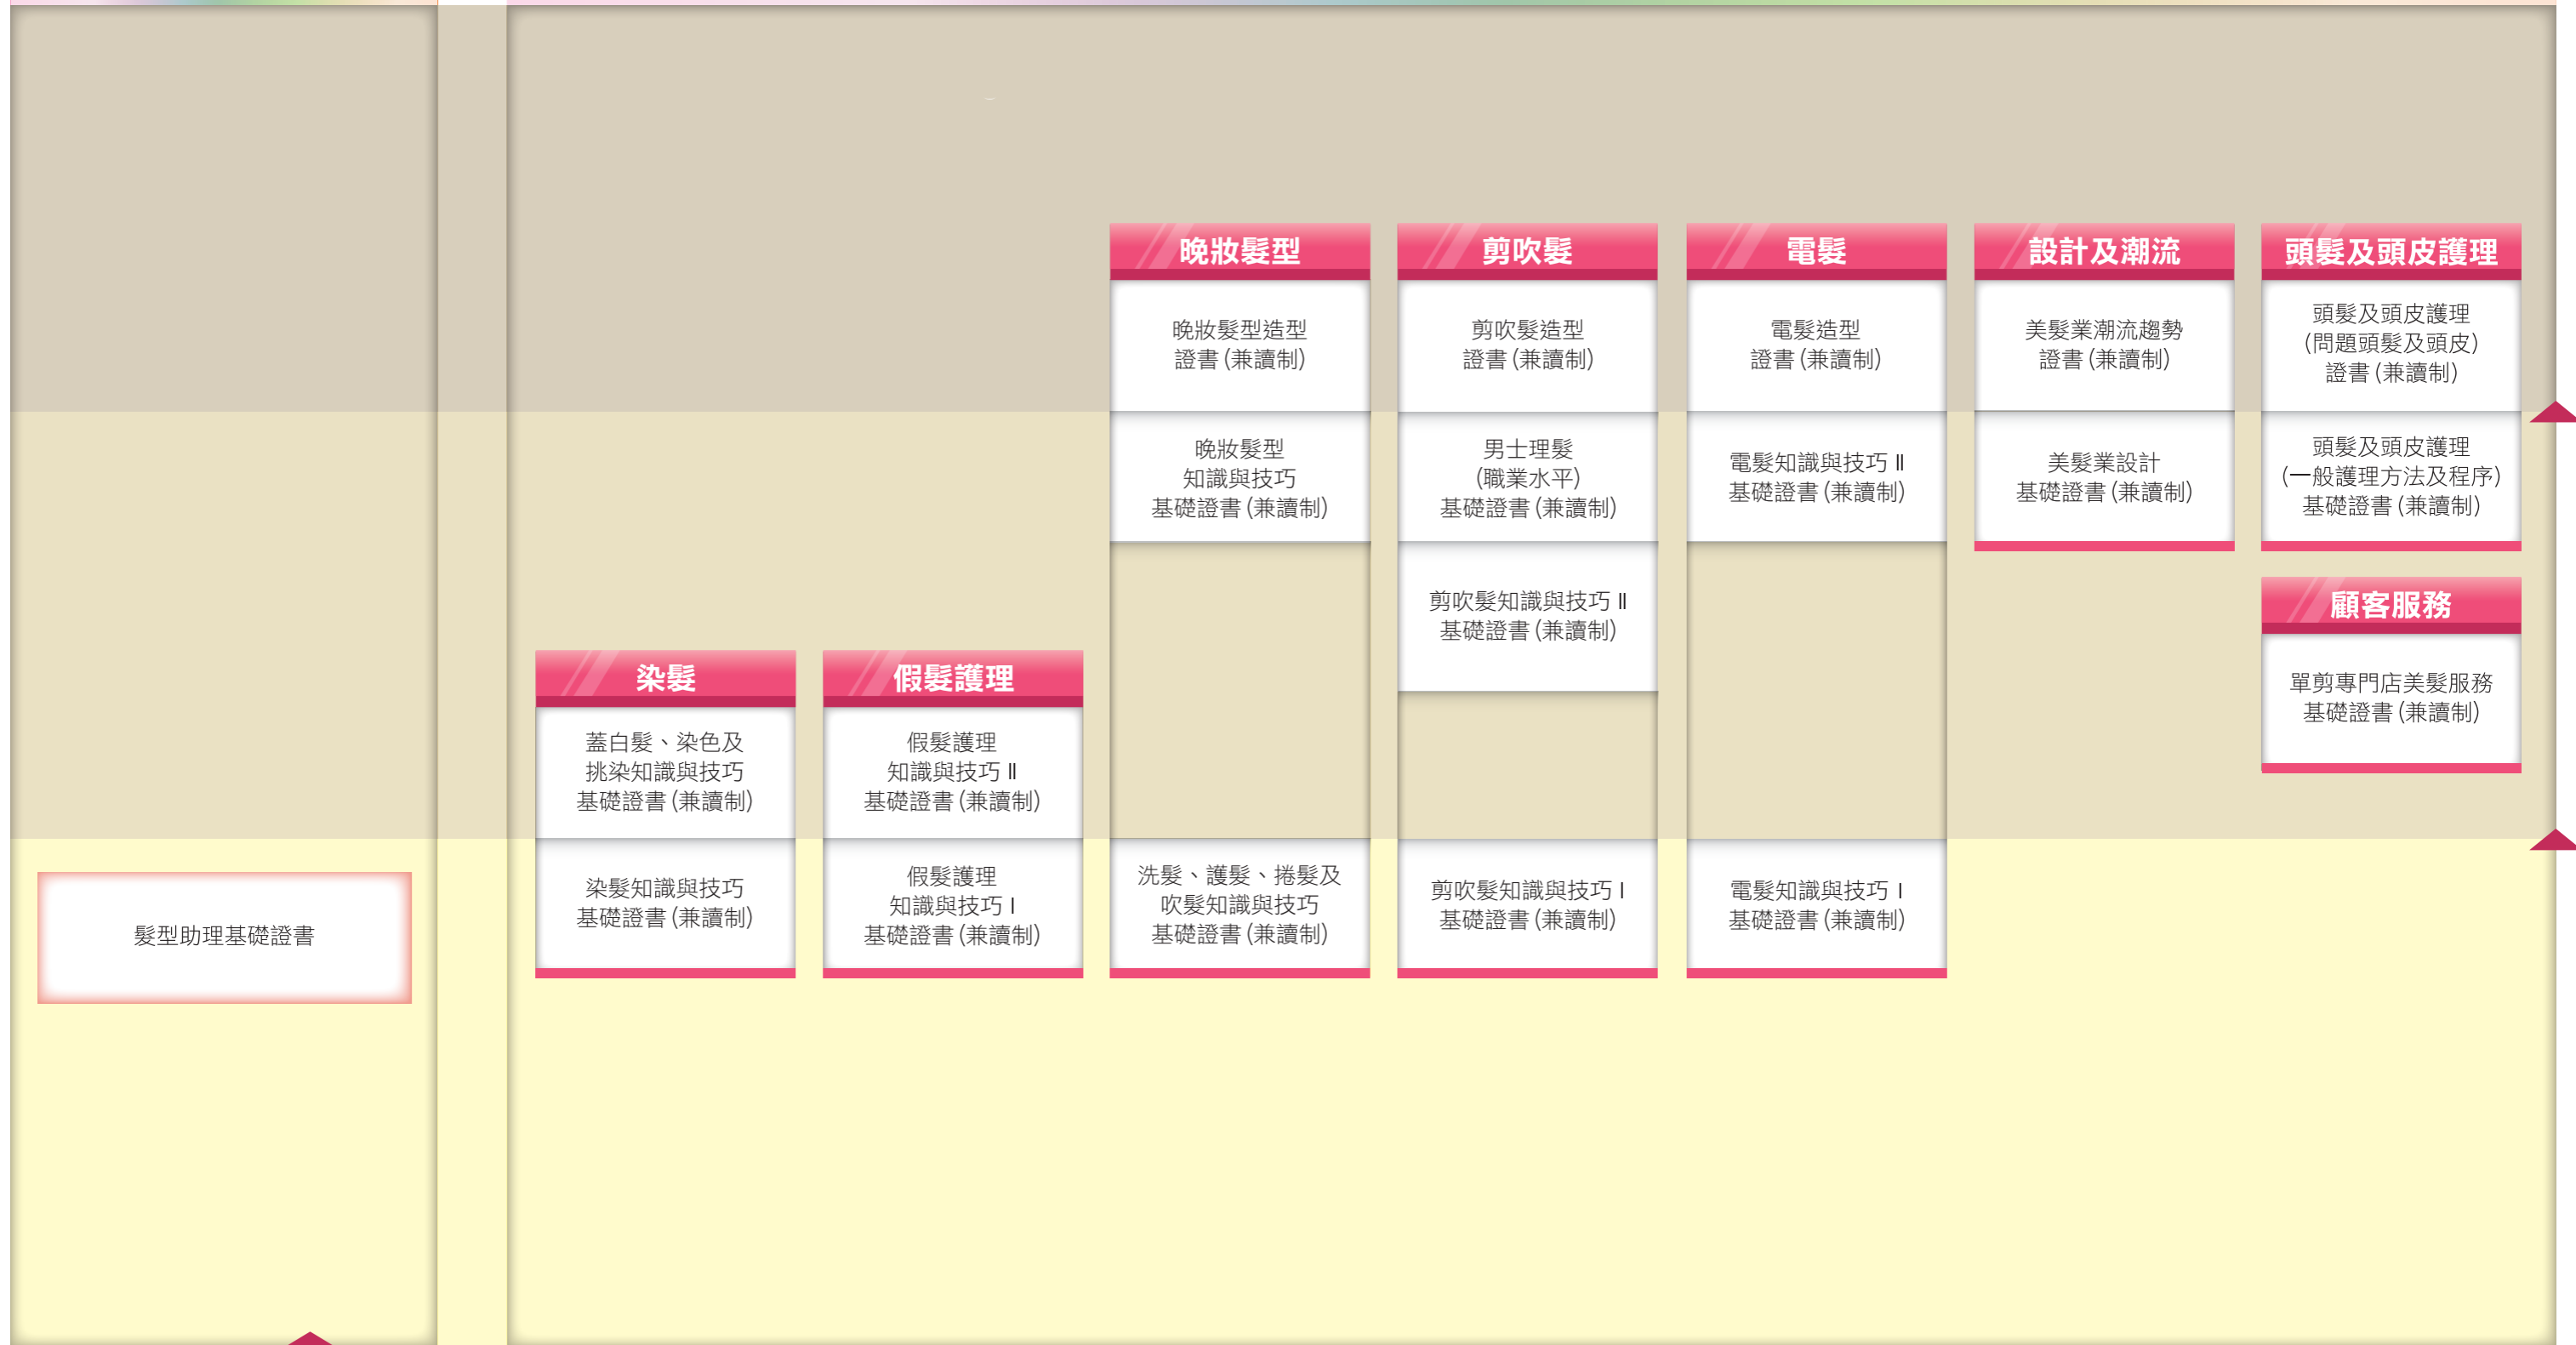 髮型助理基礎證書
染髮
蓋白髮、染色及
挑染知識與技巧
基礎證書(兼讀制)
染髮知識與技巧
基礎證書(兼讀制)
假髮護理
假髮護理
知識與技巧 II
基礎證書(兼讀制)
假髮護理
知識與技巧 I
基礎證書(兼讀制)
晚妝髮型
晚妝髮型造型
證書(兼讀制)
晚妝髮型
知識與技巧
基礎證書(兼讀制)
洗髮、護髮、捲髮及
吹髮知識與技巧
基礎證書(兼讀制)
剪吹髮
剪吹髮造型
證書(兼讀制)
男士理髮
(職業水平)
基礎證書(兼讀制)
剪吹髮知識與技巧 II
基礎證書(兼讀制)
剪吹髮知識與技巧 I
基礎證書(兼讀制)
電髮
電髮造型
證書(兼讀制)
電髮知識與技巧 II
基礎證書(兼讀制)
電髮知識與技巧 I
基礎證書(兼讀制)
設計及潮流
美髮業潮流趨勢
證書(兼讀制)
美髮業設計
基礎證書(兼讀制)
頭髮及頭皮護理
頭髮及頭皮護理
(問題頭髮及頭皮)
證書(兼讀制)
頭髮及頭皮護理
(一般護理方法及程序)
基礎證書(兼讀制)
顧客服務
單剪專門店美髮服務
基礎證書(兼讀制)